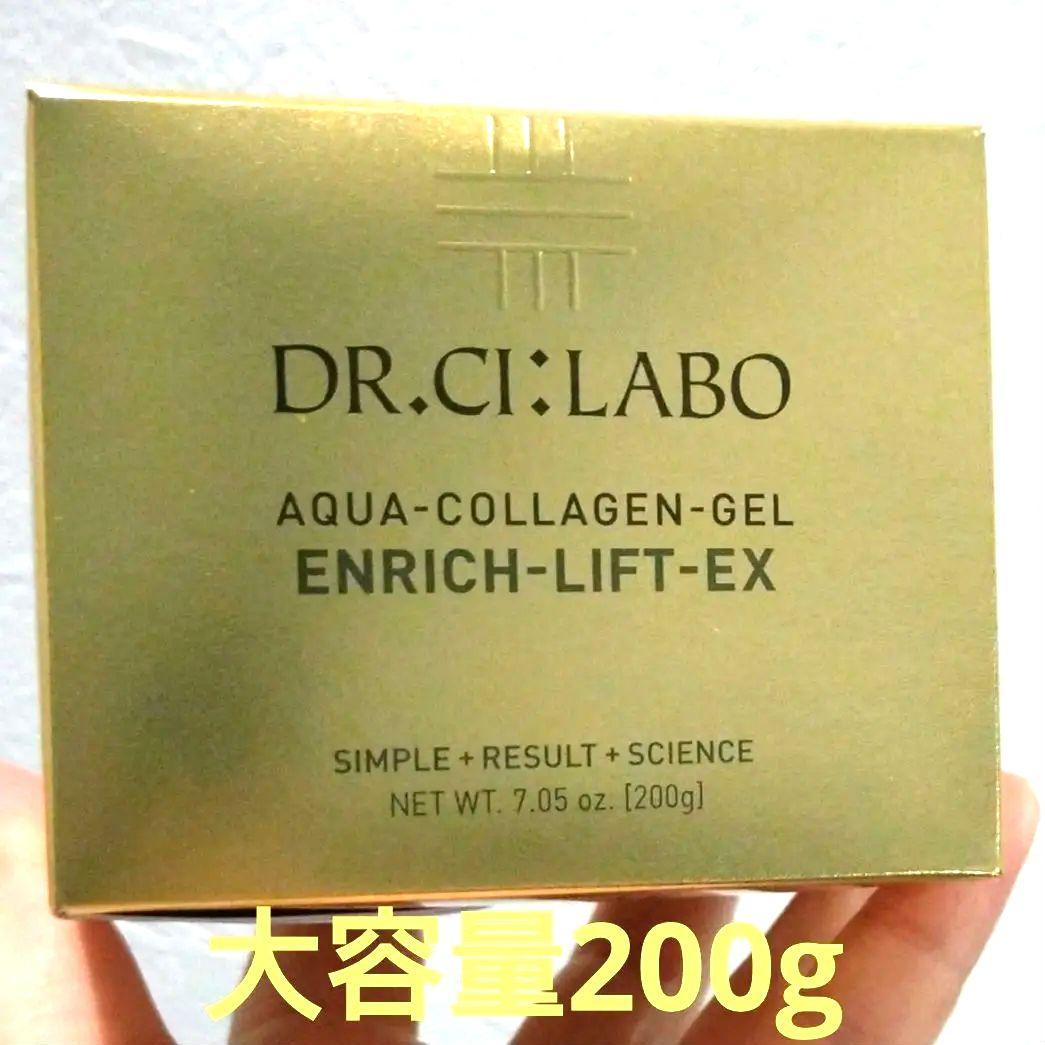 DR.CI:LABO
AQUA-COLLAGEN-GEL
ENRICH-LIFT-EX
SIMPLE + RESULT + SCIENCE
NET WT. 7.05 oz. [200g]
大容量200g